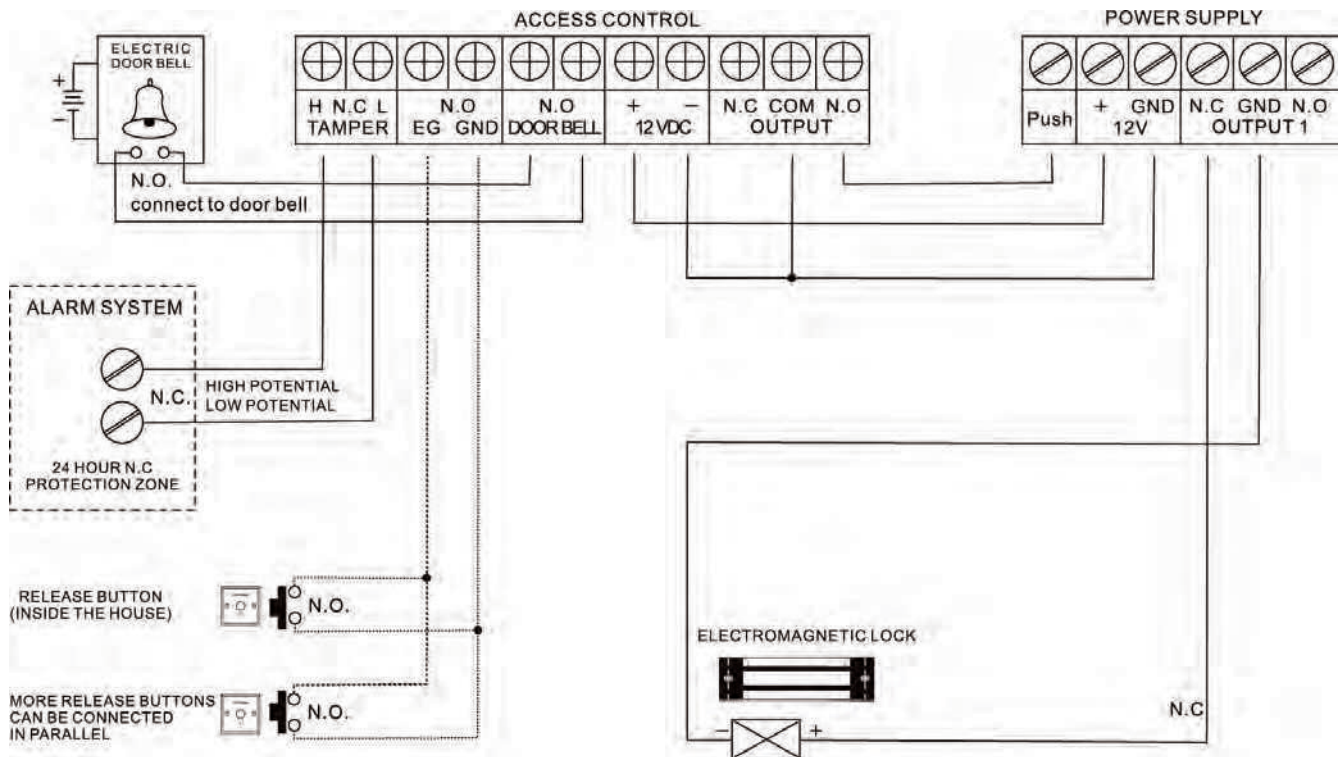 ACCESS CONTROL
POWER SUPPLY
ELECTRIC
DOOR BELL
+
−
H N.C L
TAMPER
N.O
EG GND
N.O
DOOR BELL
+ −
12VDC
N.C COM N.O
OUTPUT
Push
+ GND
12V
N.C GND N.O
OUTPUT 1
N.O.
connect to door bell
ALARM SYSTEM
N.C.
HIGH POTENTIAL
LOW POTENTIAL
24 HOUR N.C
PROTECTION ZONE
RELEASE BUTTON
(INSIDE THE HOUSE)
N.O.
MORE RELEASE BUTTONS
CAN BE CONNECTED
IN PARALLEL
N.O.
ELECTROMAGNETIC LOCK
− +
N.C